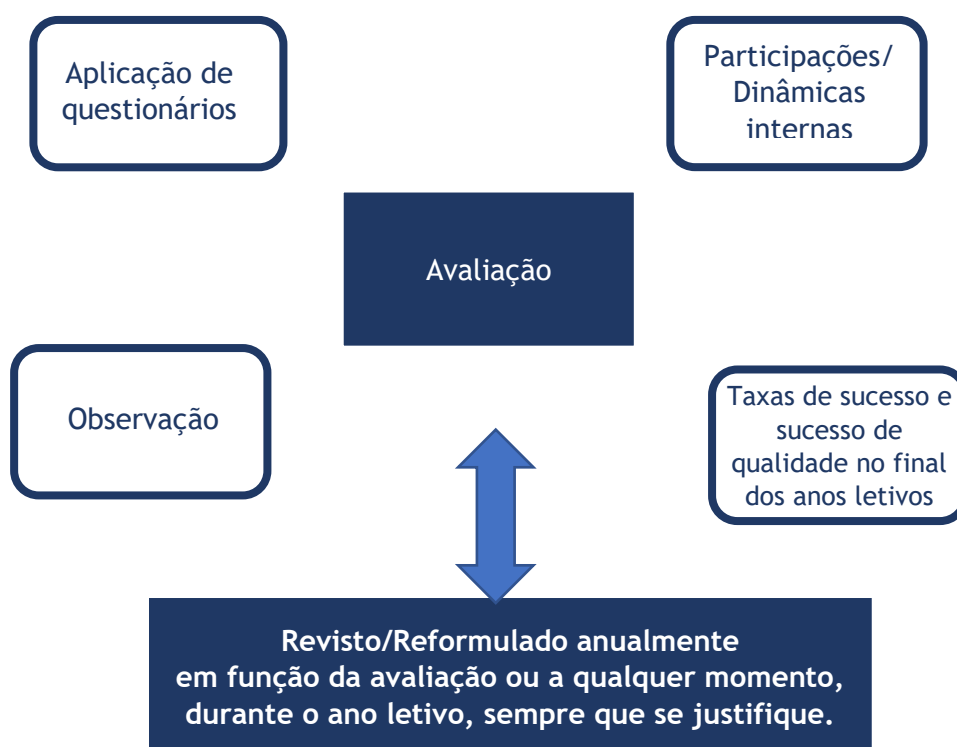 Aplicação de
questionários
Participações/
Dinâmicas
internas
Avaliação
Observação
Taxas de sucesso e
sucesso de
qualidade no final
dos anos letivos
Revisto/Reformulado anualmente
em função da avaliação ou a qualquer momento,
durante o ano letivo, sempre que se justifique.